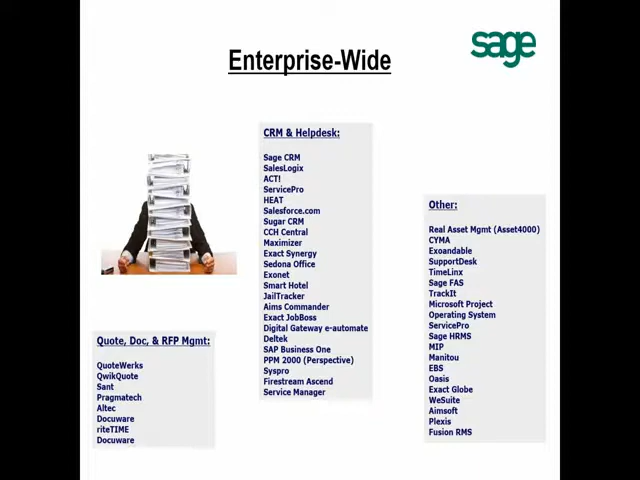 sage
Enterprise-Wide
CRM & Helpdesk:
Sage CRM
SalesLogix
ACT!
ServicePro
HEAT
Salesforce.com
Sugar CRM
CCH Central
Maximizer
Exact Synergy
Sedona Office
Exonet
Smart Hotel
JailTracker
Aims Commander
Exact JobBoss
Digital Gateway e-automate
Deltek
SAP Business One
PPM 2000 (Perspective)
Syspro
Firestream Ascend
Service Manager
Other:
Real Asset Mgmt (Asset4000)
CYMA
Exoandable
SupportDesk
TimeLinx
Sage FAS
TrackIt
Microsoft Project
Operating System
ServicePro
Sage HRMS
MIP
Manitou
EBS
Oasis
Exact Globe
WeSuite
Aimsoft
Plexis
Fusion RMS
Quote, Doc, & RFP Mgmt:
QuoteWerks
QwikQuote
Sant
Pragmatech
Altec
Docuware
riteTIME
Docuware